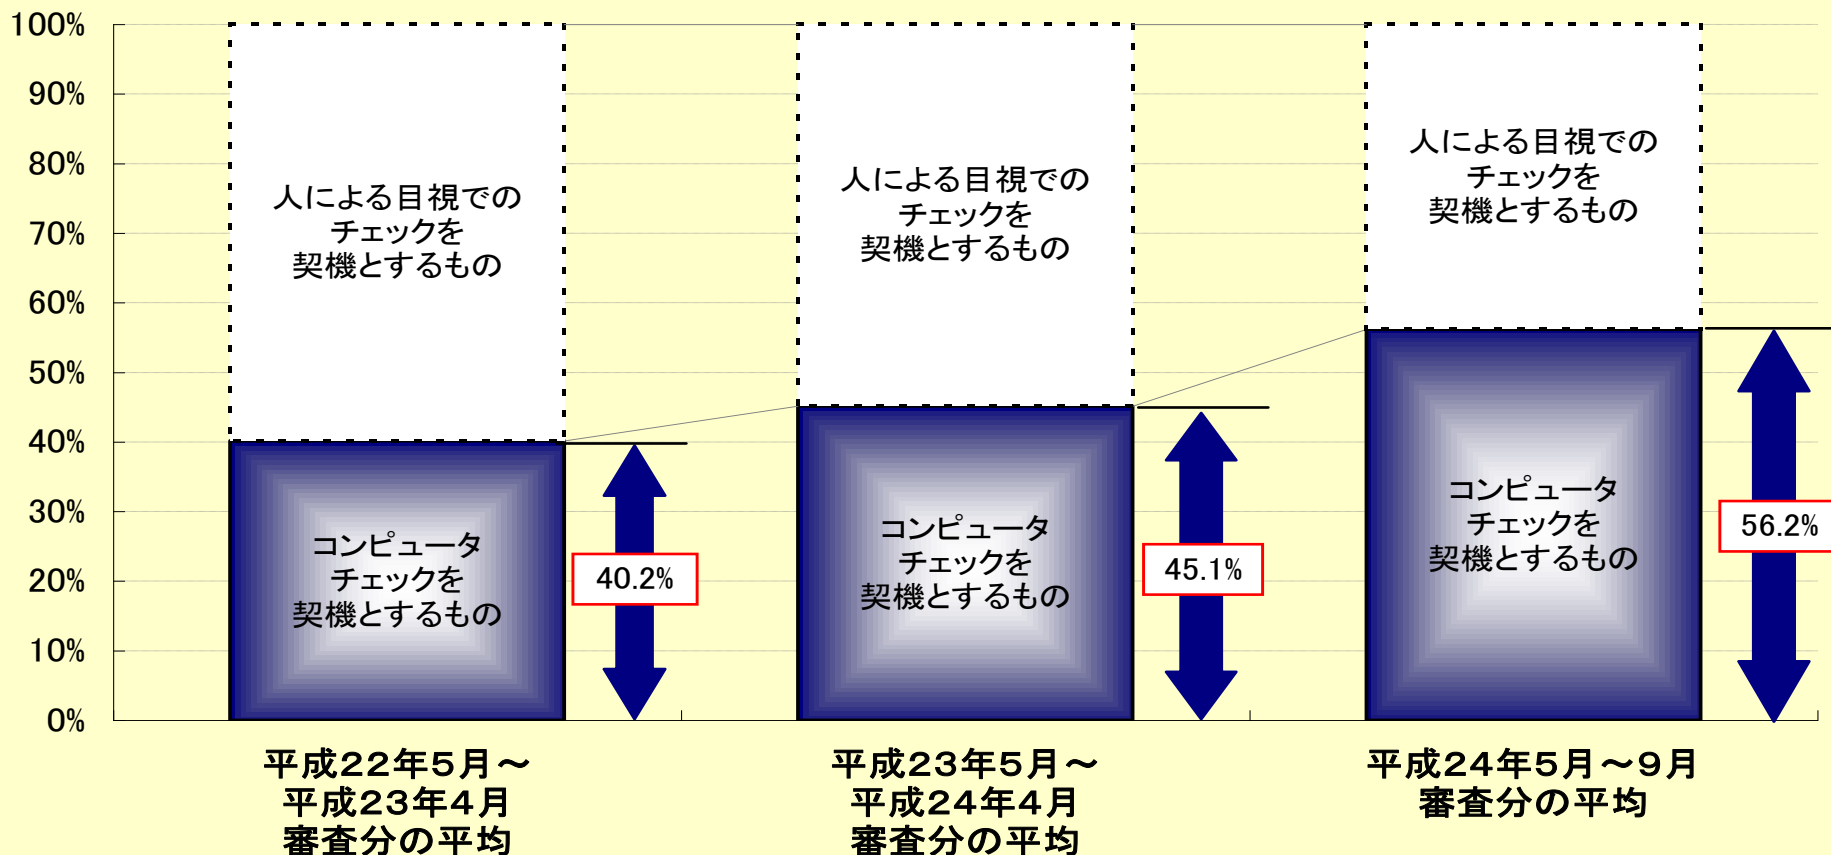 100%
90%
80%
70%
60%
50%
40%
30%
20%
10%
0%
人による目視での
チェックを
契機とするもの
コンピュータ
チェックを
契機とするもの
40.2%
人による目視での
チェックを
契機とするもの
コンピュータ
チェックを
契機とするもの
45.1%
人による目視での
チェックを
契機とするもの
コンピュータ
チェックを
契機とするもの
56.2%
平成22年5月～
平成23年4月
審査分の平均
平成23年5月～
平成24年4月
審査分の平均
平成24年5月～9月
審査分の平均